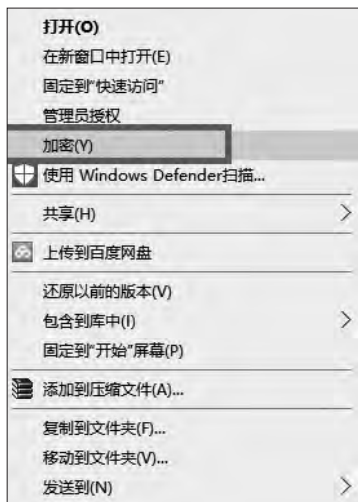 打开(O)
在新窗口中打开(E)
固定到"快速访问"
管理员授权
加密(Y)
使用 Windows Defender扫描...
共享(H)
上传到百度网盘
还原以前的版本(V)
包含到库中(I)
固定到"开始"屏幕(P)
添加到压缩文件(A)...
复制到文件夹(F)...
移动到文件夹(V)...
发送到(N)